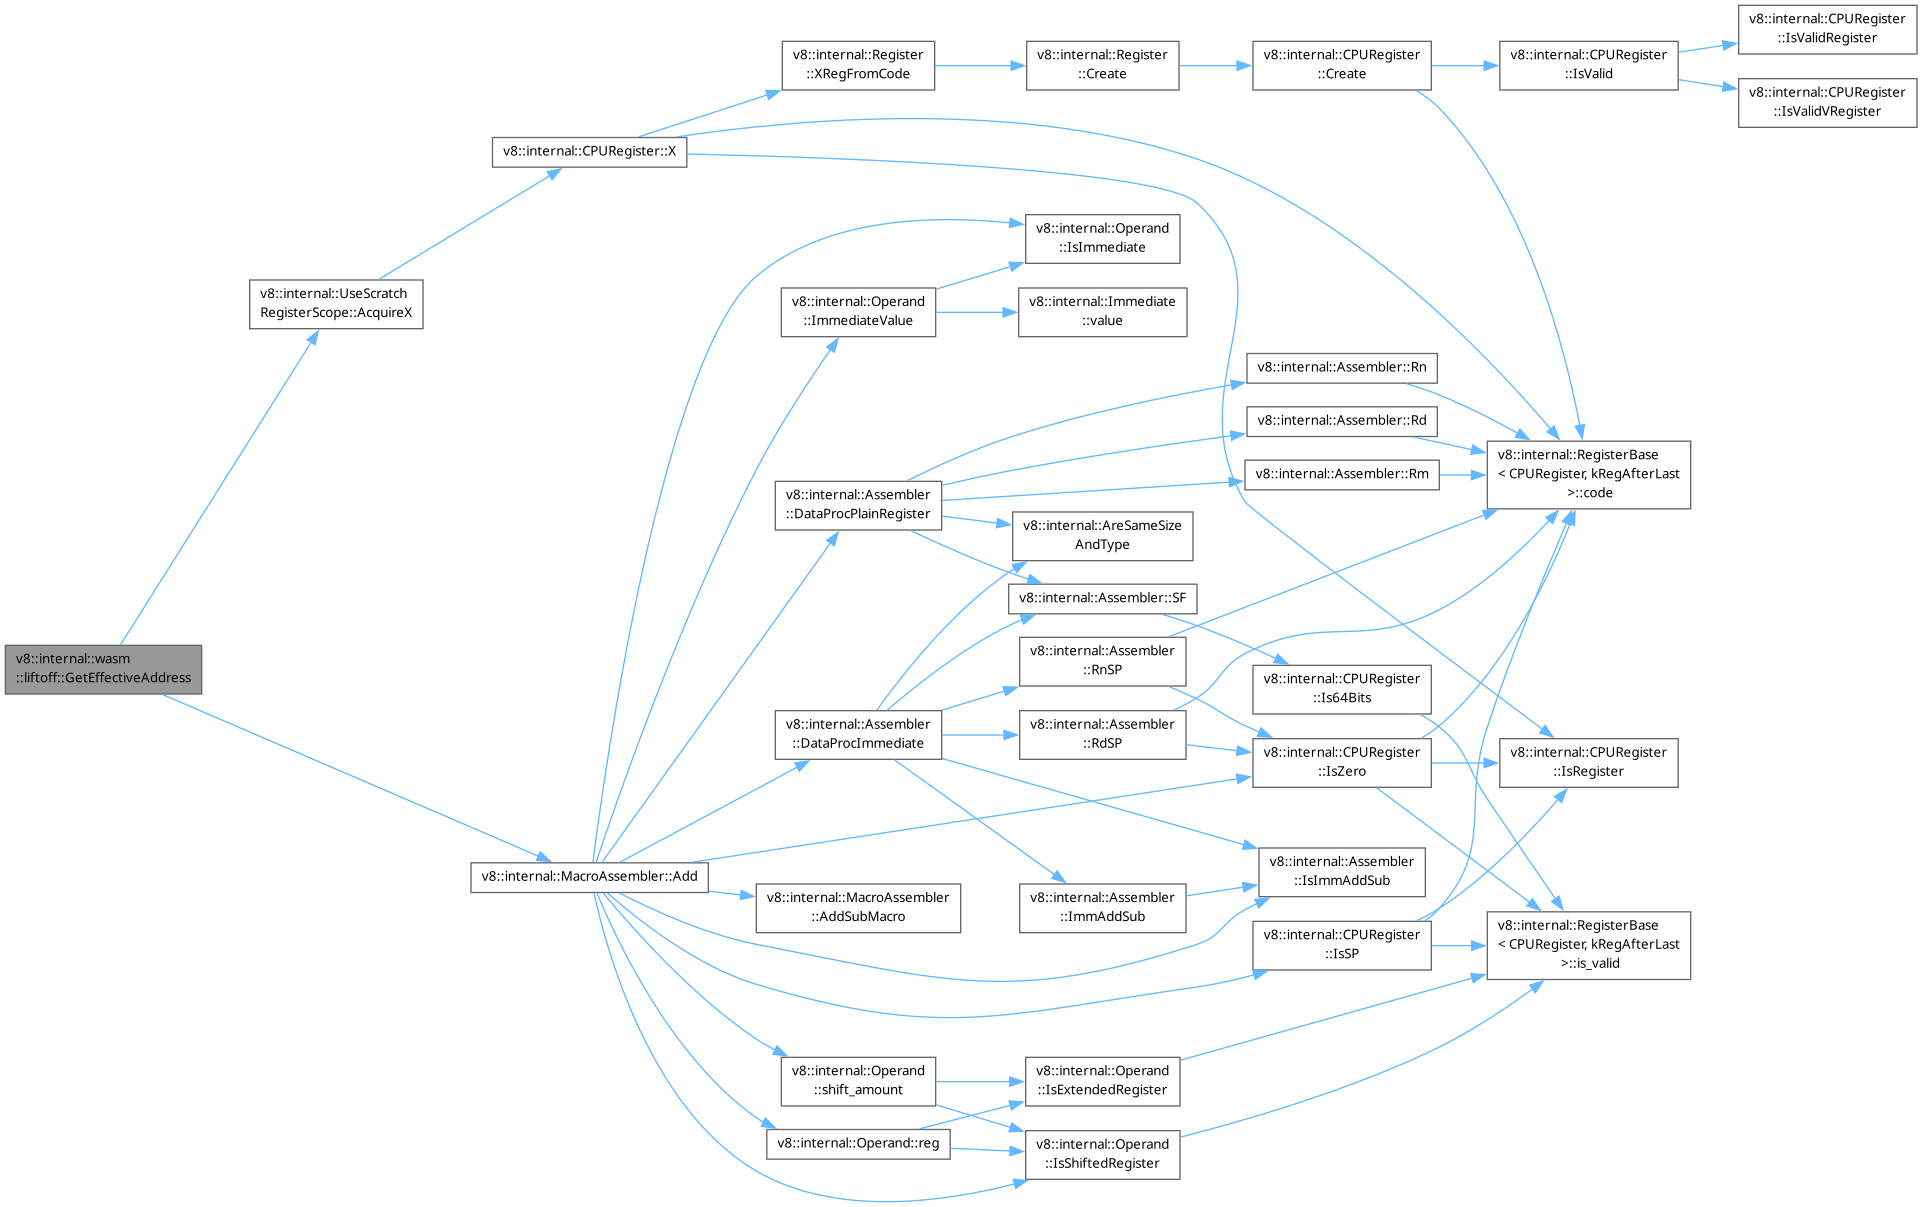 v8::internal::wasm
::liftoff::GetEffectiveAddress
v8::internal::UseScratch
RegisterScope::AcquireX
v8::internal::CPURegister::X
v8::internal::Register
::XRegFromCode
v8::internal::Register
::Create
v8::internal::CPURegister
::Create
v8::internal::CPURegister
::IsValid
v8::internal::CPURegister
::IsValidRegister
v8::internal::CPURegister
::IsValidVRegister
v8::internal::Operand
::IsImmediate
v8::internal::Operand
::ImmediateValue
v8::internal::Immediate
::value
v8::internal::Assembler::Rn
v8::internal::Assembler::Rd
v8::internal::Assembler::Rm
v8::internal::RegisterBase
< CPURegister, kRegAfterLast
>::code
v8::internal::Assembler
::DataProcPlainRegister
v8::internal::AreSameSize
AndType
v8::internal::Assembler::SF
v8::internal::Assembler
::RnSP
v8::internal::CPURegister
::Is64Bits
v8::internal::Assembler
::DataProcImmediate
v8::internal::Assembler
::RdSP
v8::internal::CPURegister
::IsZero
v8::internal::CPURegister
::IsRegister
v8::internal::MacroAssembler::Add
v8::internal::MacroAssembler
::AddSubMacro
v8::internal::Assembler
::ImmAddSub
v8::internal::Assembler
::IsImmAddSub
v8::internal::CPURegister
::IsSP
v8::internal::RegisterBase
< CPURegister, kRegAfterLast
>::is_valid
v8::internal::Operand
::shift_amount
v8::internal::Operand
::IsExtendedRegister
v8::internal::Operand::reg
v8::internal::Operand
::IsShiftedRegister